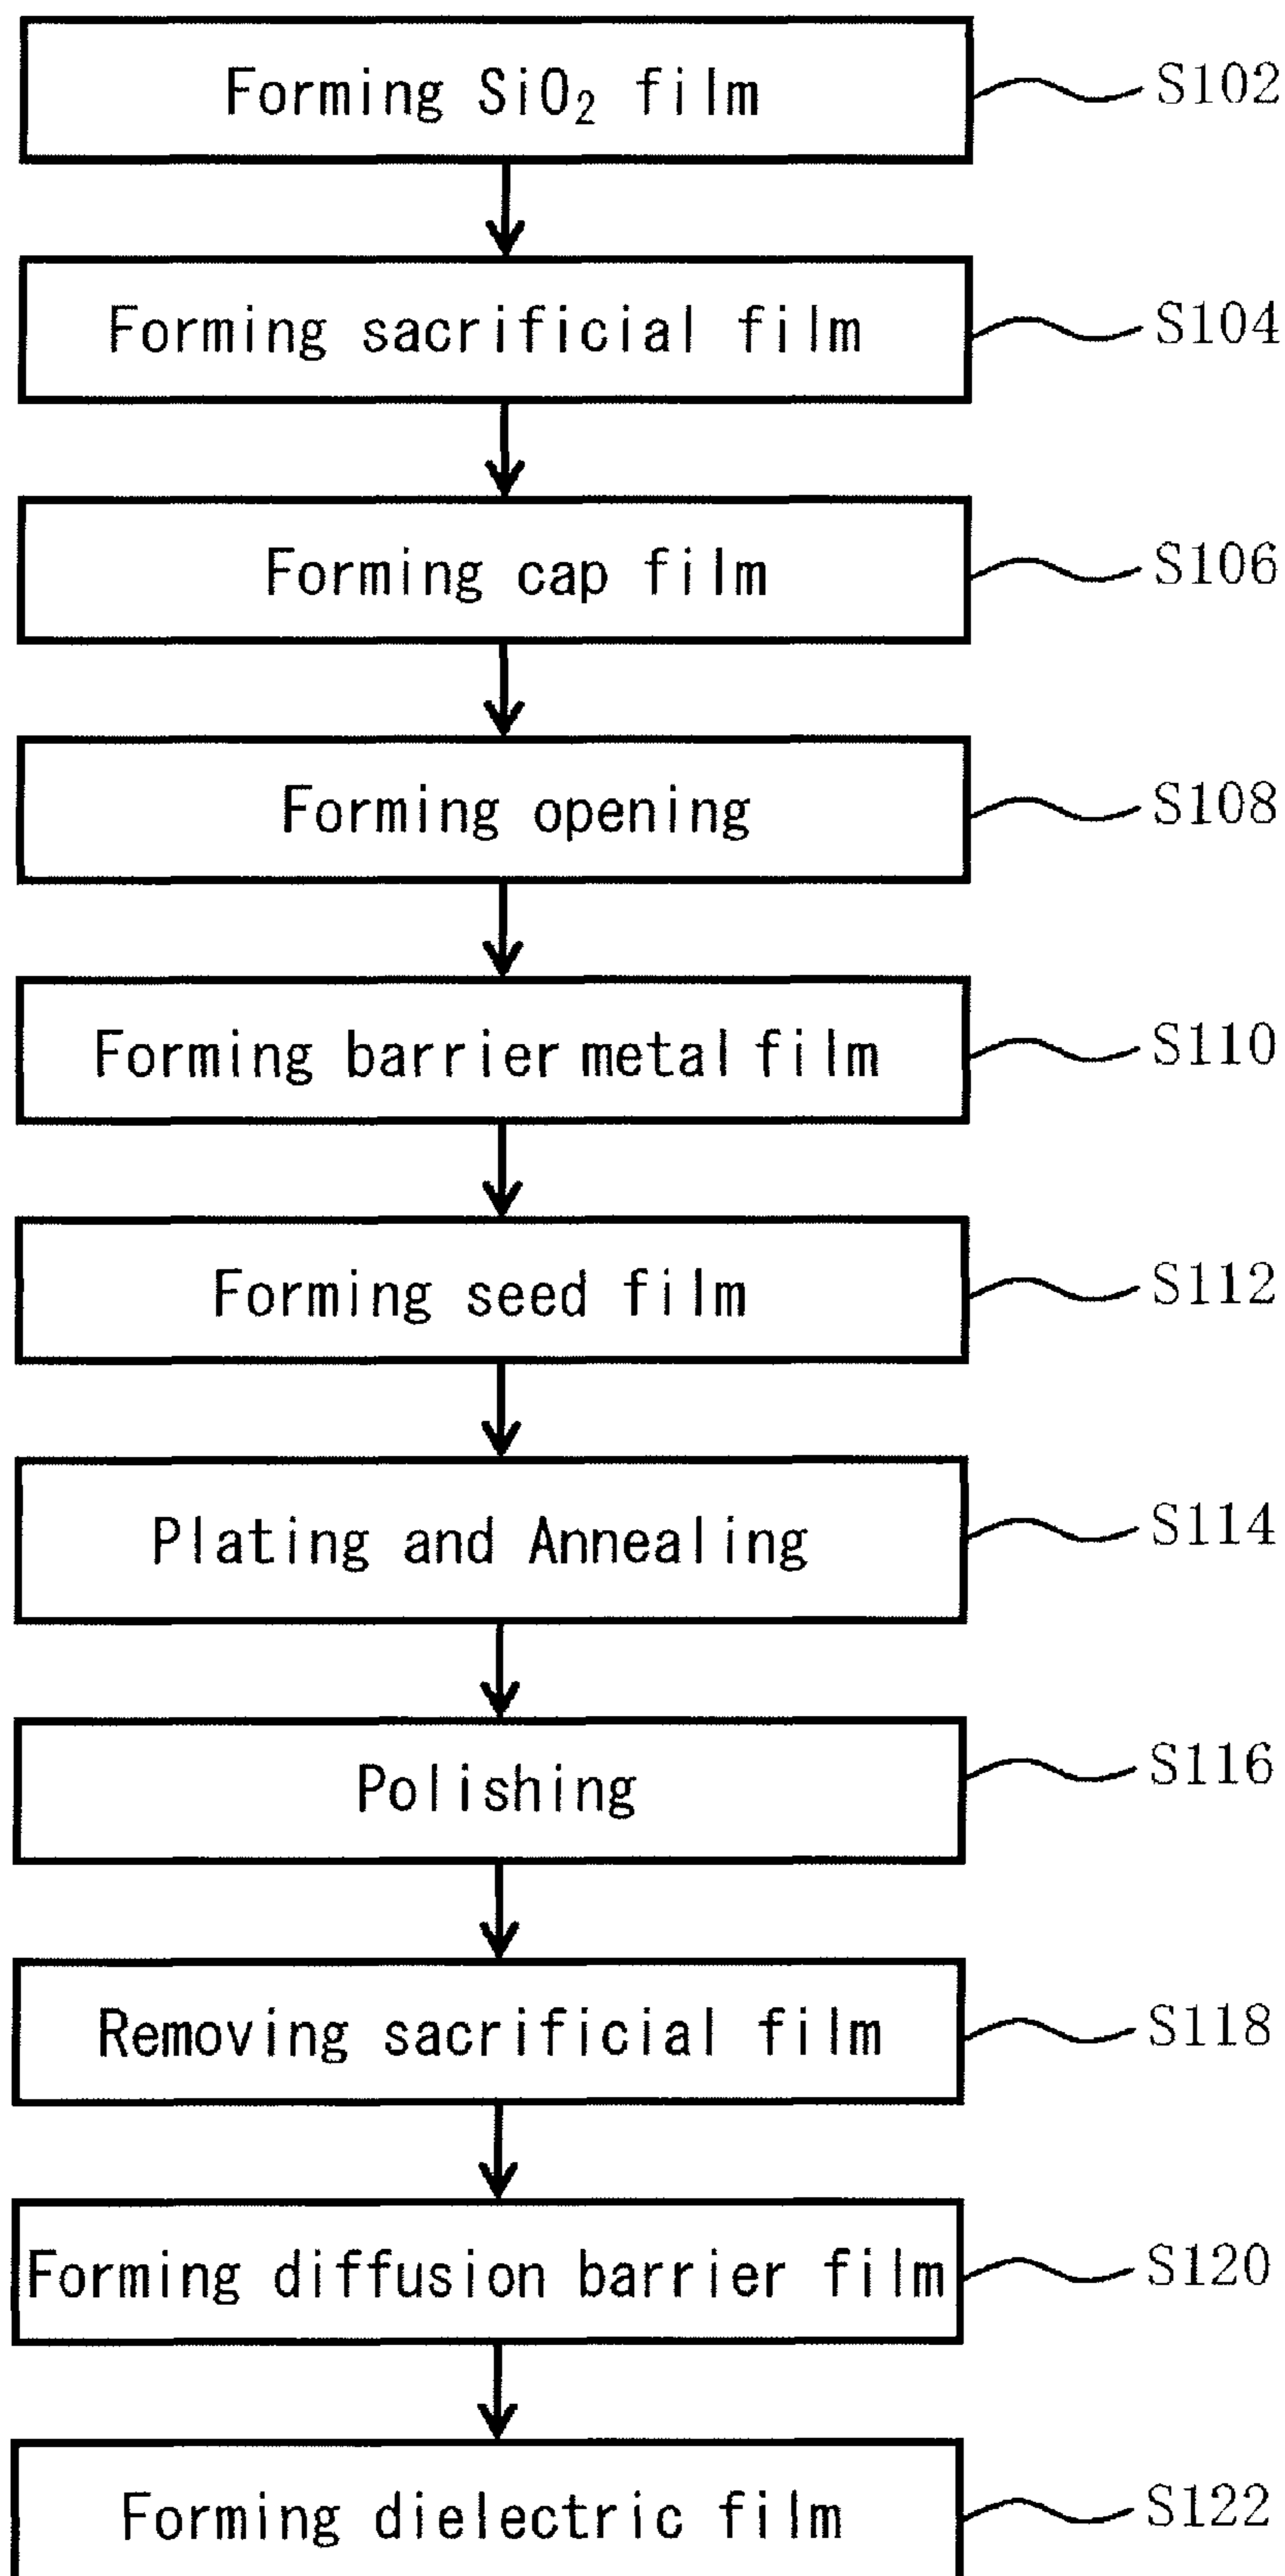 Forming SiO₂ film S102
Forming sacrificial film S104
Forming cap film S106
Forming opening S108
Forming barrier metal film S110
Forming seed film S112
Plating and Annealing S114
Polishing S116
Removing sacrificial film S118
Forming diffusion barrier film S120
Forming dielectric film S122